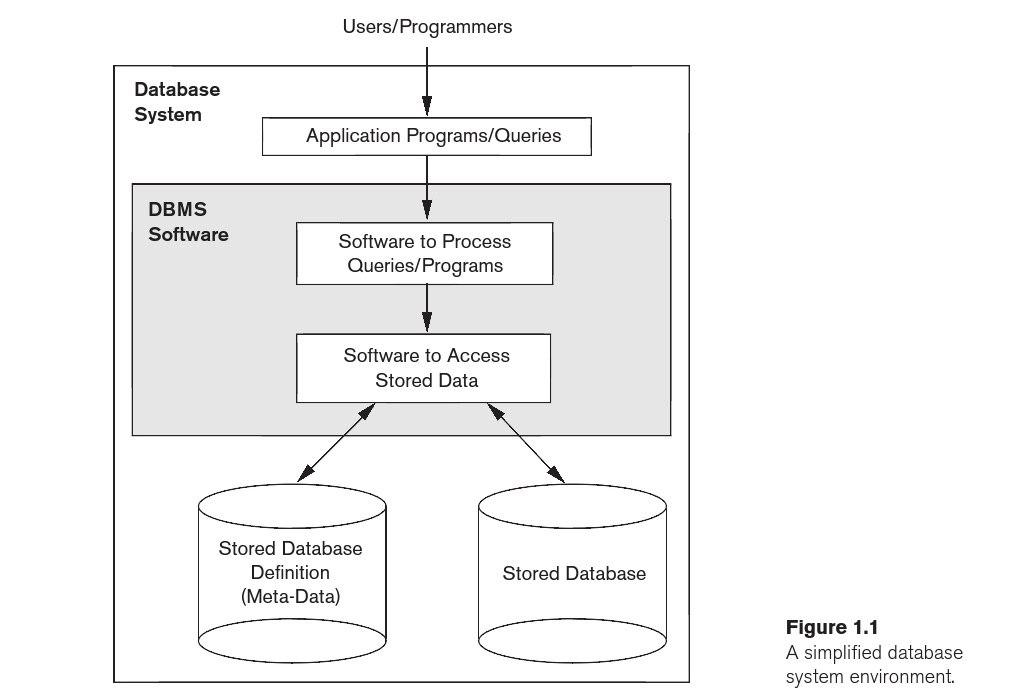 Users/Programmers
Database
System
Application Programs/Queries
DBMS
Software
Software to Process
Queries/Programs
Software to Access
Stored Data
Stored Database
Definition
(Meta-Data)
Stored Database
Figure 1.1
A simplified database
system environment.